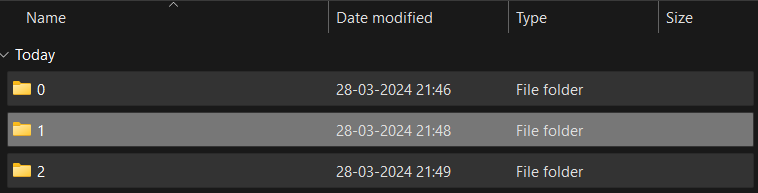 Name Date modified Type Size
Today
0 28-03-2024 21:46 File folder
1 28-03-2024 21:48 File folder
2 28-03-2024 21:49 File folder